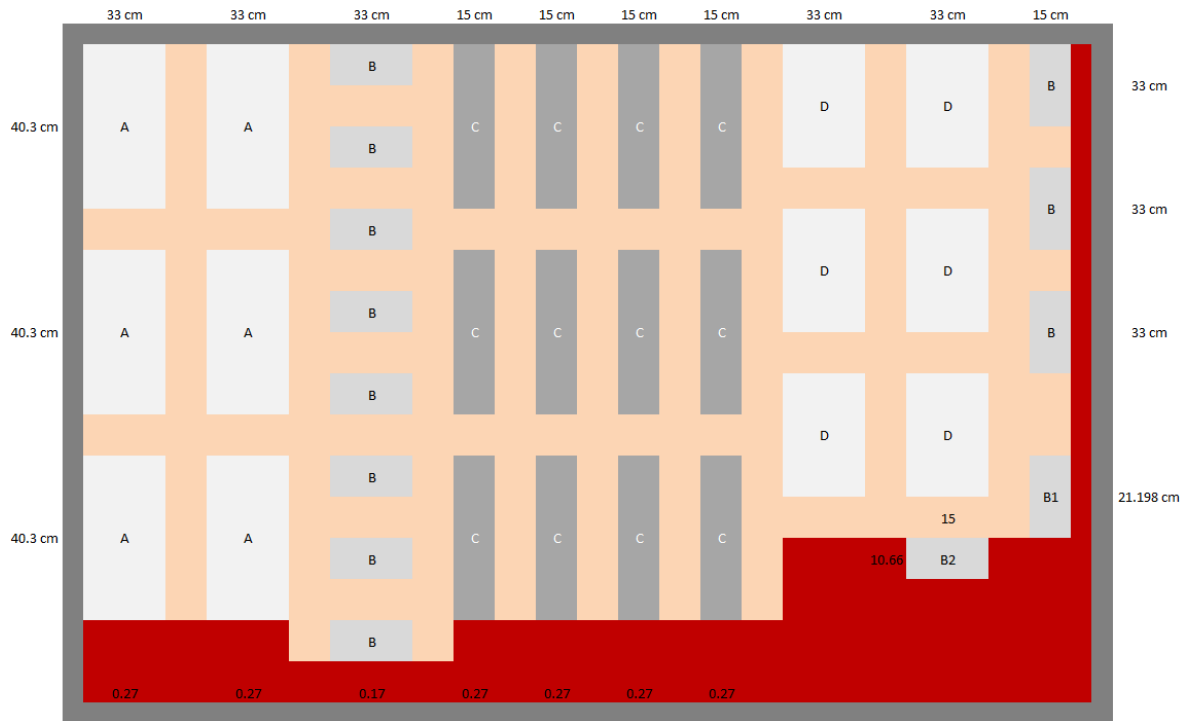 33 cm 33 cm 33 cm 15 cm 15 cm 15 cm 15 cm 33 cm 33 cm 15 cm
B
B 33 cm
D D
40.3 cm A A C C C C
B
B 33 cm
B
D D
B
40.3 cm A A C C C C B 33 cm
B
D D
B
B1 21.198 cm
15
40.3 cm A A C C C C
B 10.66 B2
B
0.27 0.27 0.17 0.27 0.27 0.27 0.27